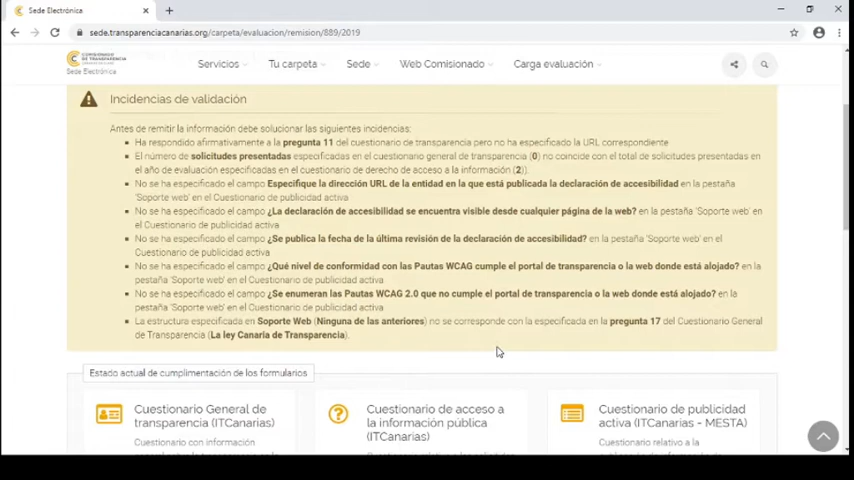 Sede Electrónica
sede.transparenciacanarias.org/carpeta/evaluacion/remision/889/2019
COMISIONADO
DE TRANSPARENCIA
Sede Electrónica
Servicios
Tu carpeta
Sede
Web Comisionado
Carga evaluación
Incidencias de validación
Antes de remitir la información debe solucionar las siguientes incidencias:
Ha respondido afirmativamente a la pregunta 11 del cuestionario de transparencia pero no ha especificado la URL correspondiente
El número de solicitudes presentadas especificadas en el cuestionario general de transparencia (0) no coincide con el total de solicitudes presentadas en
el año de evaluación especificadas en el cuestionario de derecho de acceso a la información (2)).
No se ha especificado el campo Especifique la dirección URL de la entidad en la que está publicada la declaración de accesibilidad en la pestaña
'Soporte web' en el Cuestionario de publicidad activa
No se ha especificado el campo ¿La declaración de accesibilidad se encuentra visible desde cualquier página de la web? en la pestaña 'Soporte web' en
el Cuestionario de publicidad activa
No se ha especificado el campo ¿Se publica la fecha de la última revisión de la declaración de accesibilidad? en la pestaña 'Soporte web' en el
Cuestionario de publicidad activa
No se ha especificado el campo ¿Qué nivel de conformidad con las Pautas WCAG cumple el portal de transparencia o la web donde está alojado? en la
pestaña 'Soporte web' en el Cuestionario de publicidad activa
No se ha especificado el campo ¿Se enumeran las Pautas WCAG 2.0 que no cumple el portal de transparencia o la web donde está alojado? en la
pestaña 'Soporte web' en el Cuestionario de publicidad activa
La estructura especificada en Soporte Web (Ninguna de las anteriores) no se corresponde con la especificada en la pregunta 17 del Cuestionario General
de Transparencia (La ley Canaria de Transparencia).
Estado actual de cumplimentación de los formularios
Cuestionario General de
transparencia (ITCanarias)
Cuestionario con información
Cuestionario de acceso a
la información pública
(ITCanarias)
Cuestionario de publicidad
activa (ITCanarias - MESTA)
Cuestionario relativo a la